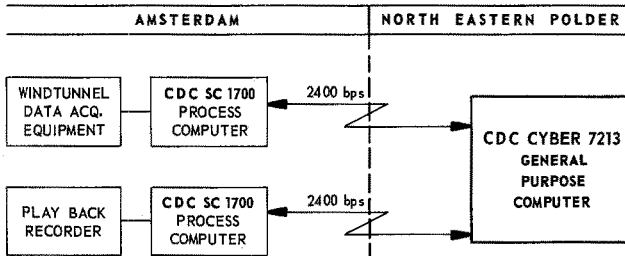 AMSTERDAM
NORTH EASTERN POLDER
WINDTUNNEL
DATA ACQ.
EQUIPMENT
CDC SC 1700
PROCESS
COMPUTER
2400 bps
CDC CYBER 7213
GENERAL
PURPOSE
COMPUTER
PLAY BACK
RECORDER
CDC SC 1700
PROCESS
COMPUTER
2400 bps